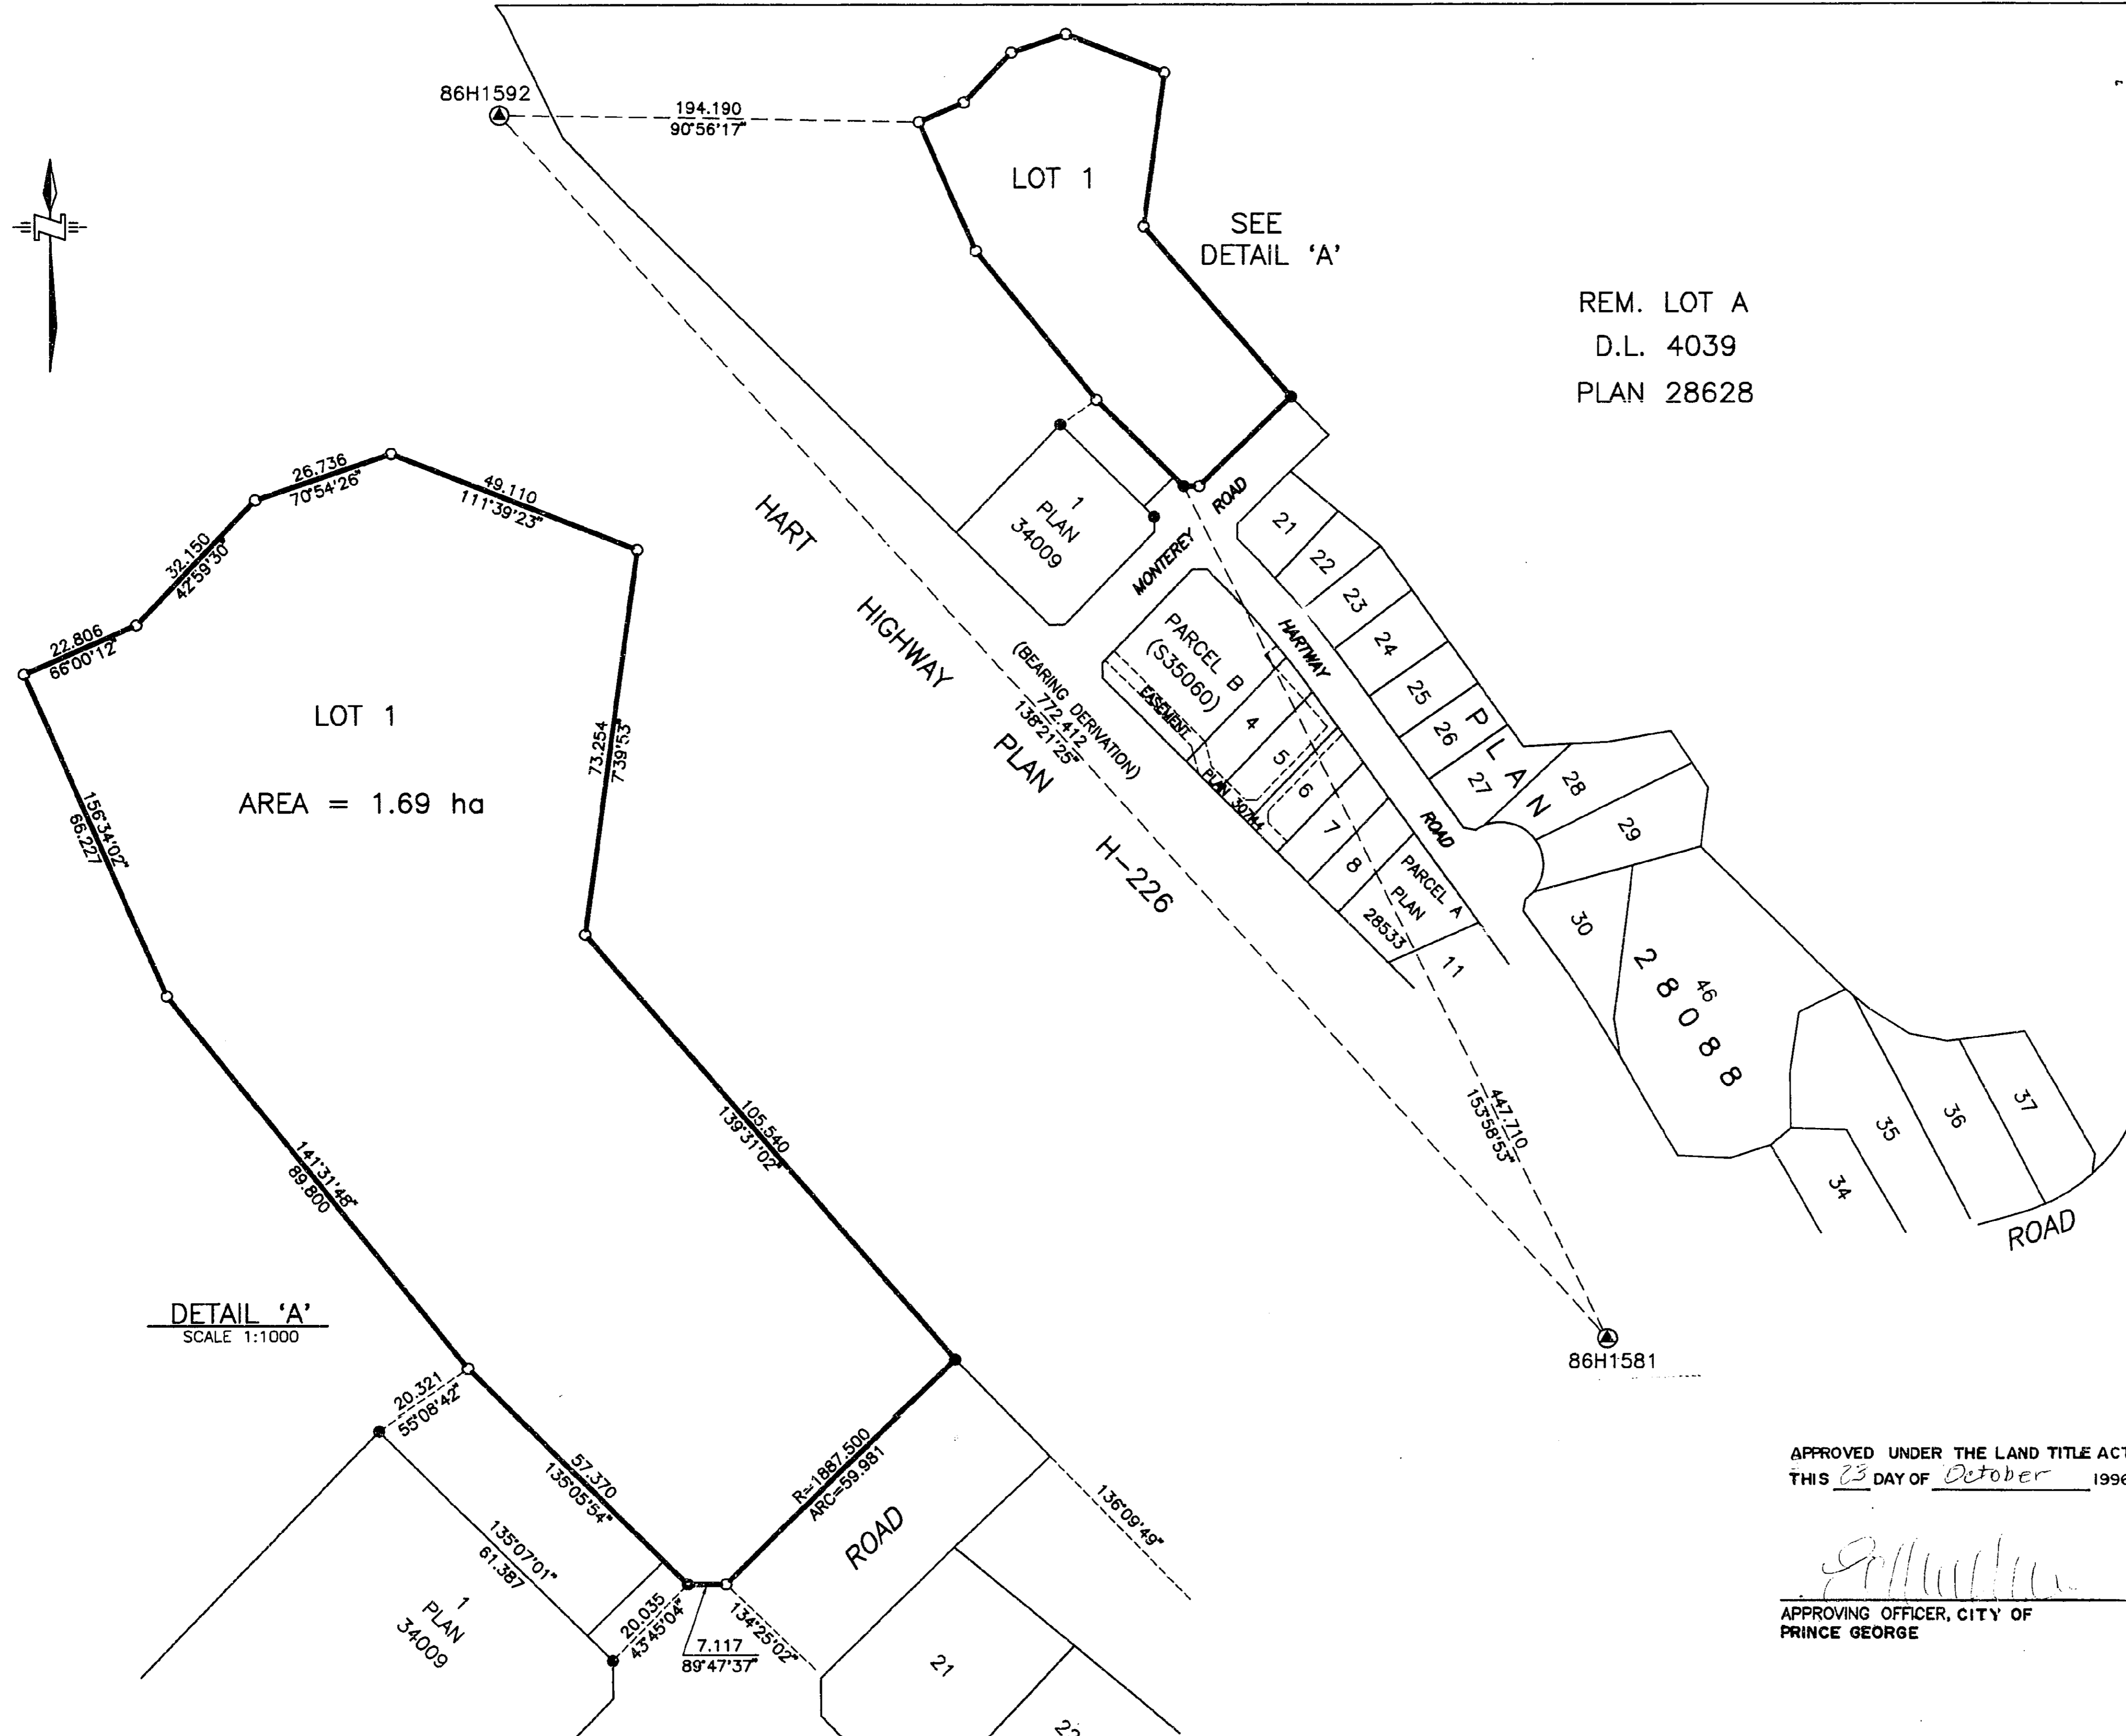 86H1592
194.190
90°56'17"
LOT 1
SEE
DETAIL 'A'
REM. LOT A
D.L. 4039
PLAN 28628
HART
HIGHWAY
PLAN
H-226
(BEARING DERIVATION)
772.412
138°21'25"
1
PLAN
34009
MONTEREY
ROAD
HARTWAY
ROAD
PARCEL B
(S35060)
EASEMENT
PLAN 30744
4
5
6
7
8
PARCEL A
PLAN
28533
11
21
22
23
24
25
26
27
PLAN
28
29
30
46
28088
34
35
36
37
ROAD
447.710
153°58'53"
86H1581
26.736
70°54'26"
49.110
111°39'23"
32.150
42°59'30"
22.806
66°00'12"
LOT 1
AREA = 1.69 ha
73.254
7°39'53"
156°34'02"
66.227
141°31'48"
89.800
105.540
139°31'02"
DETAIL 'A'
SCALE 1:1000
20.321
55°08'42"
57.370
135°05'54"
R=1887.500
ARC=59.981
ROAD
136°09'49"
135°07'01"
61.387
1
PLAN
34009
20.035
43°45'04"
7.117
89°47'37"
134°25'02"
21
22
APPROVED UNDER THE LAND TITLE ACT
THIS 23 DAY OF October 1996
APPROVING OFFICER, CITY OF
PRINCE GEORGE